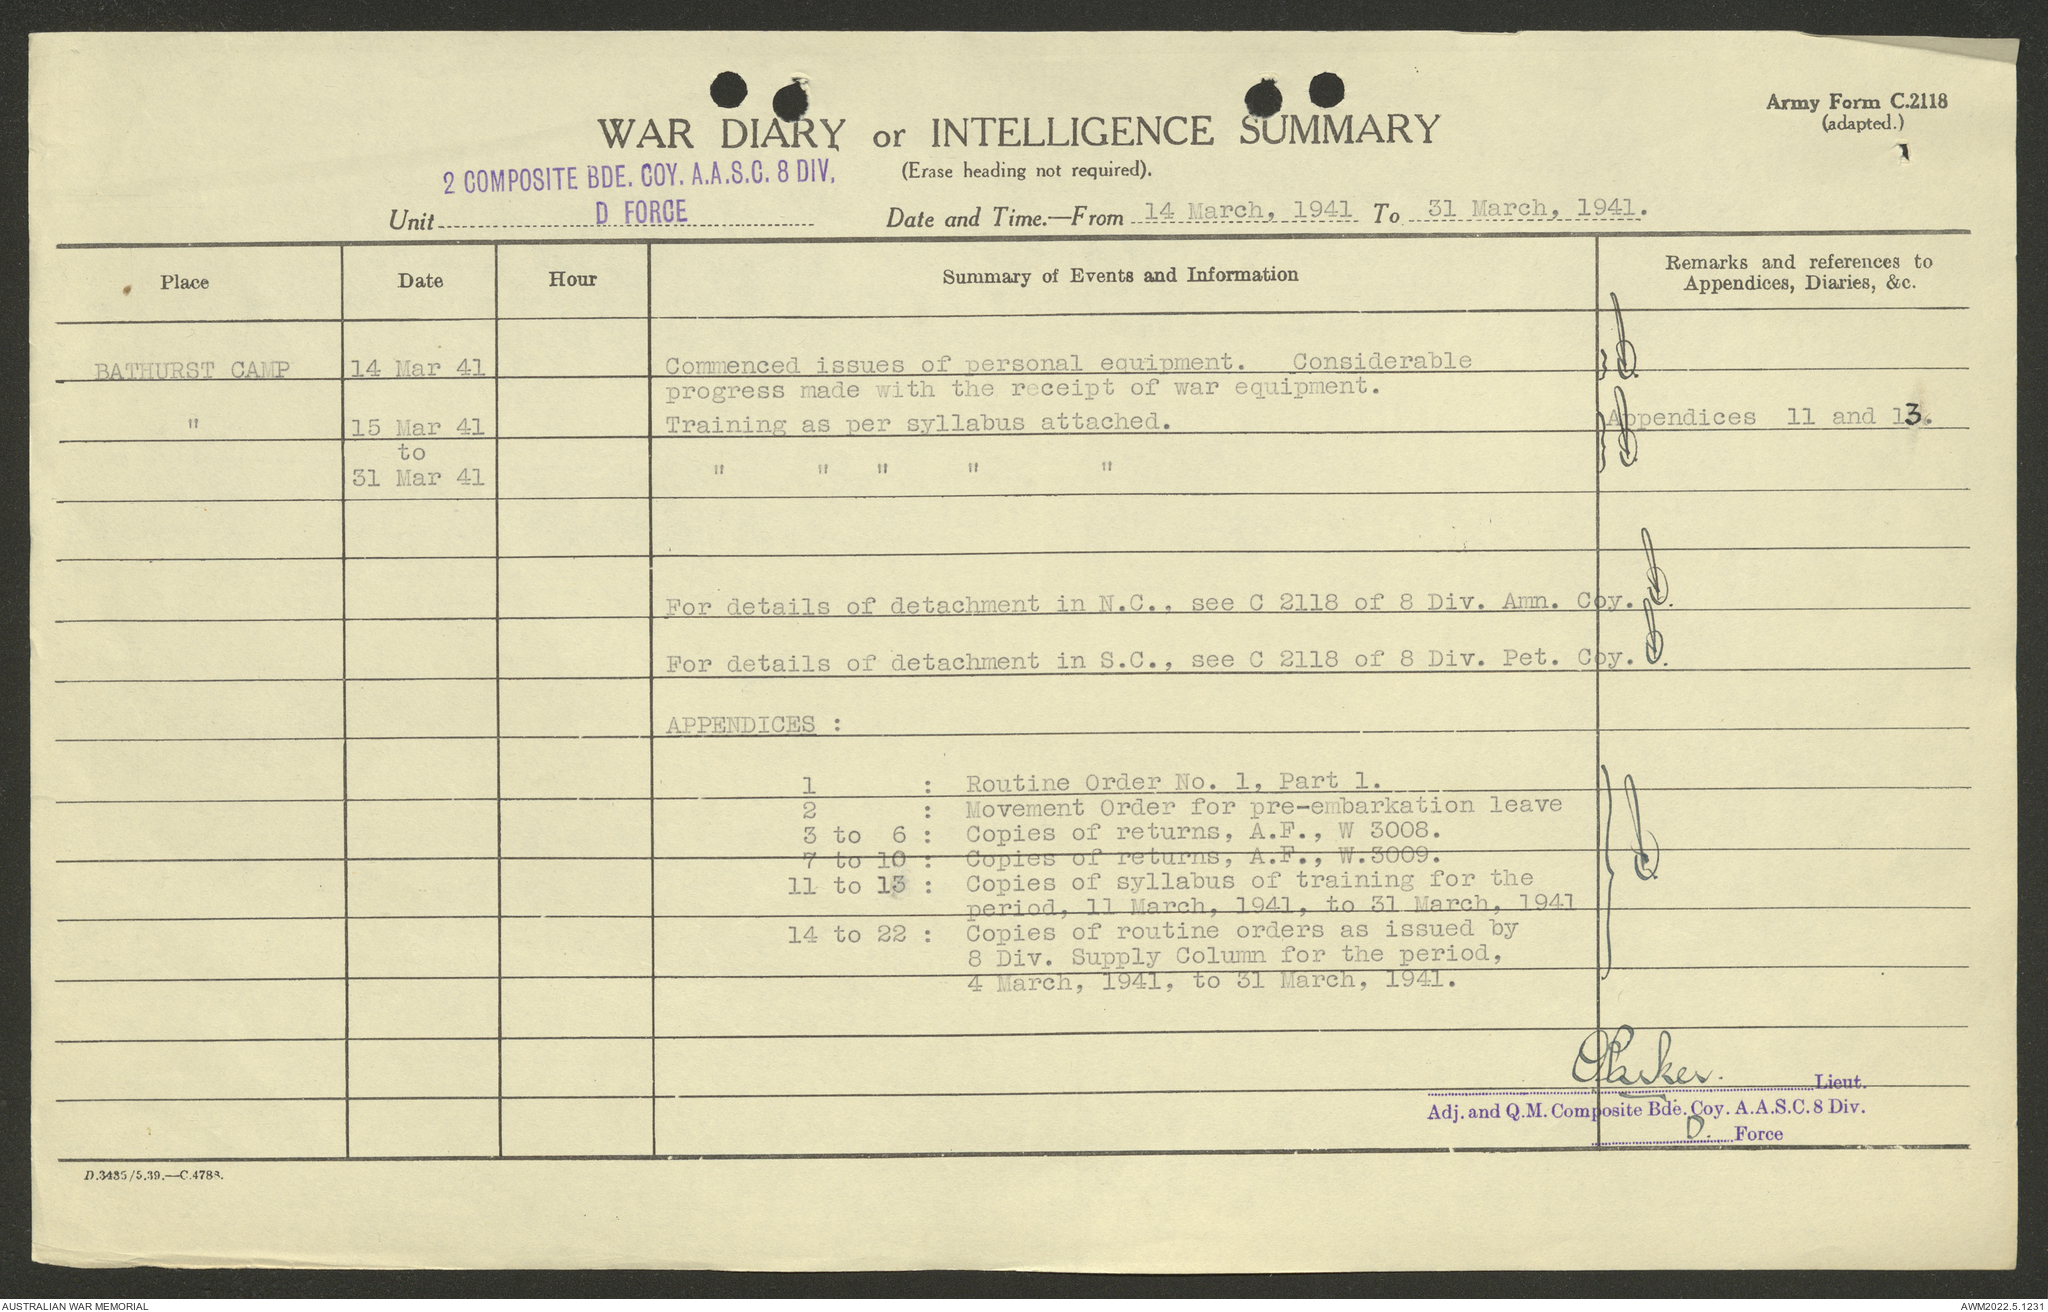 Army Form C.2118
(adapted.)
WAR DIARY or INTELLIGENCE SUMMARY
(Erase heading not required).
2 COMPOSITE BDE. COY. A.A.S.C. 8 DIV.
Unit D FORCE Date and Time.—From 14 March, 1941 To 31 March, 1941.
Place Date Hour Summary of Events and Information Remarks and references to
Appendices, Diaries, &c.
BATHURST CAMP 14 Mar 41 Commenced issues of personal equipment. Considerable
progress made with the receipt of war equipment.
" 15 Mar 41 Training as per syllabus attached. Appendices 11 and 13.
to
31 Mar 41 " " " " "
For details of detachment in N.C., see C 2118 of 8 Div. Amn. Coy.
For details of detachment in S.C., see C 2118 of 8 Div. Pet. Coy.
APPENDICES :
1 : Routine Order No. 1, Part 1.
2 : Movement Order for pre-embarkation leave
3 to 6 : Copies of returns, A.F., W 3008.
7 to 10 : Copies of returns, A.F., W.3009.
11 to 13 : Copies of syllabus of training for the
period, 11 March, 1941, to 31 March, 1941
14 to 22 : Copies of routine orders as issued by
8 Div. Supply Column for the period,
4 March, 1941, to 31 March, 1941.
Parker. Lieut.
Adj. and Q.M. Composite Bde. Coy. A.A.S.C. 8 Div.
D. Force
D.3435/5.39.—C.4788.
AUSTRALIAN WAR MEMORIAL
AWM2022.5.1231